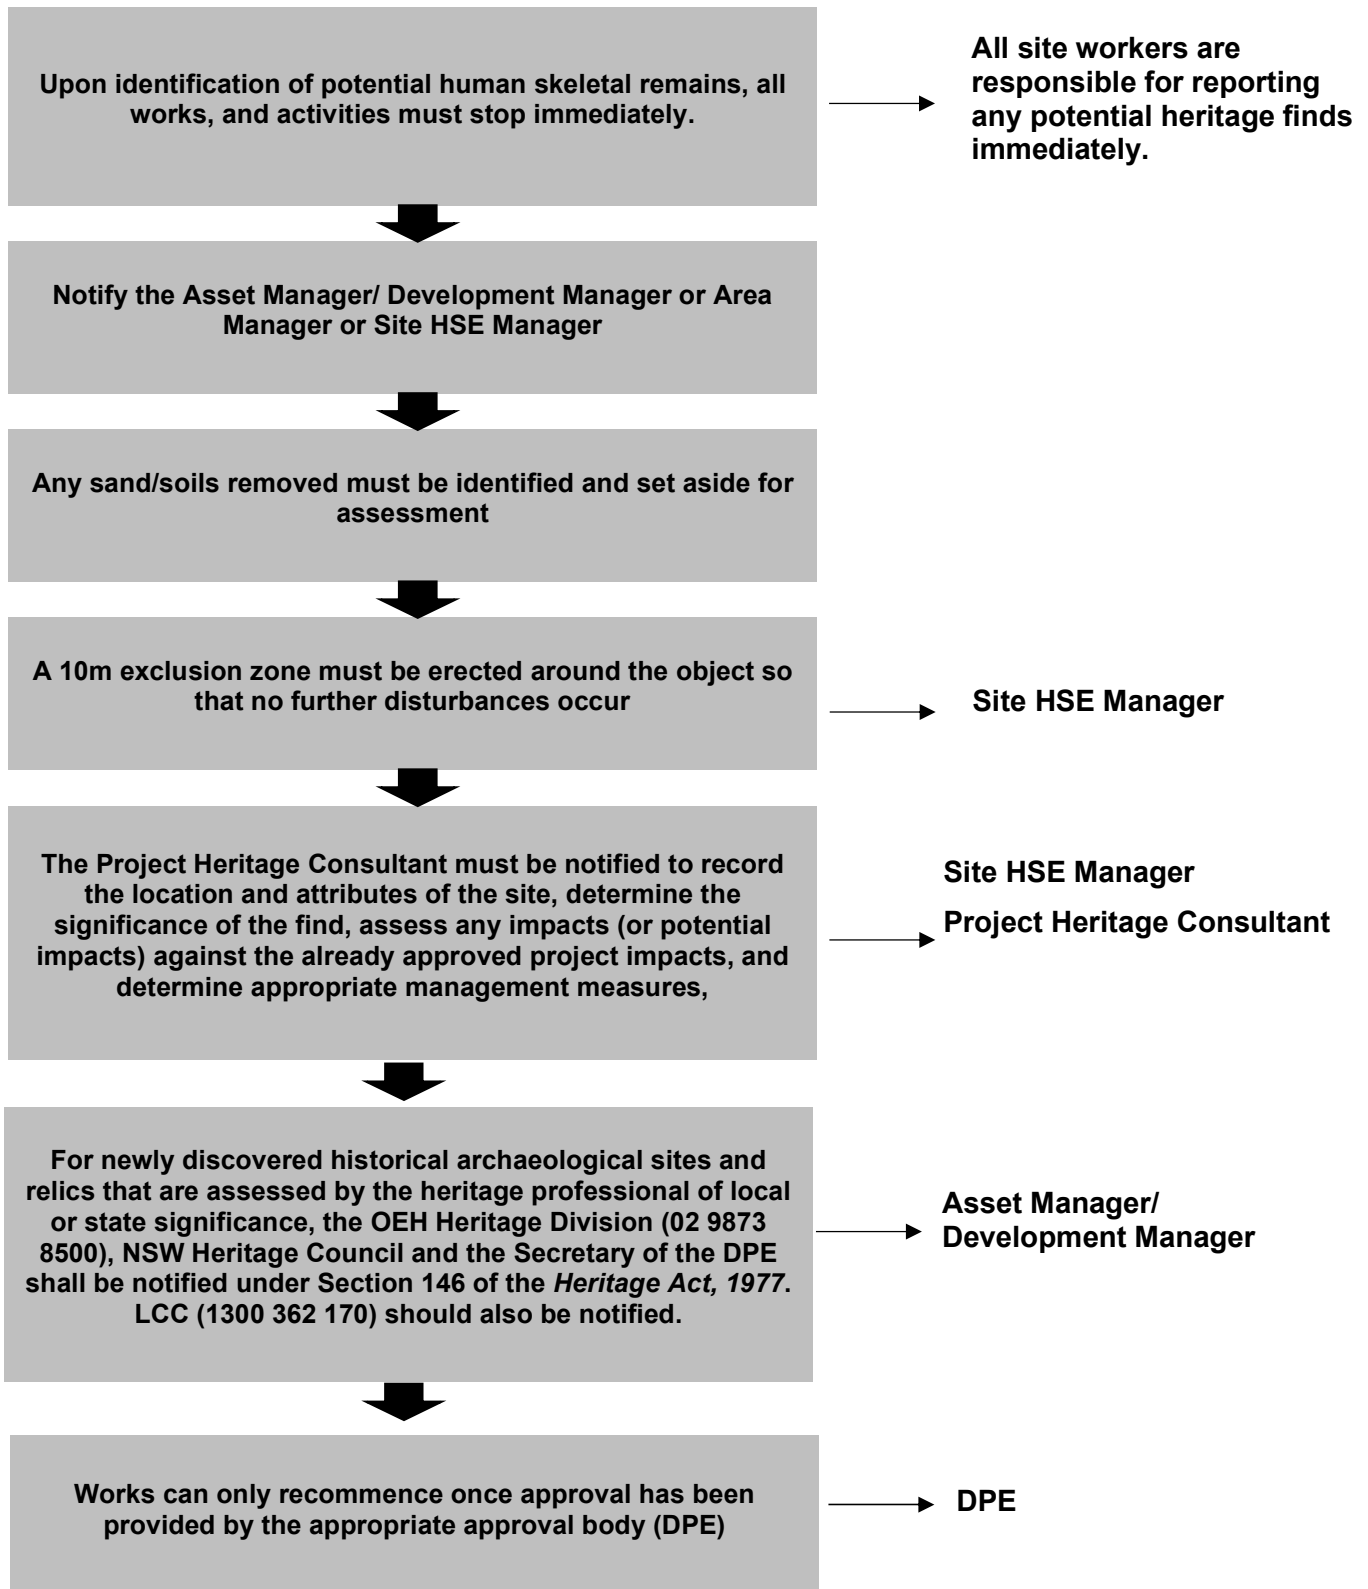 Upon identification of potential human skeletal remains, all
works, and activities must stop immediately.
All site workers are
responsible for reporting
any potential heritage finds
immediately.
Notify the Asset Manager/ Development Manager or Area
Manager or Site HSE Manager
Any sand/soils removed must be identified and set aside for
assessment
A 10m exclusion zone must be erected around the object so
that no further disturbances occur
Site HSE Manager
The Project Heritage Consultant must be notified to record
the location and attributes of the site, determine the
significance of the find, assess any impacts (or potential
impacts) against the already approved project impacts, and
determine appropriate management measures,
Site HSE Manager
Project Heritage Consultant
For newly discovered historical archaeological sites and
relics that are assessed by the heritage professional of local
or state significance, the OEH Heritage Division (02 9873
8500), NSW Heritage Council and the Secretary of the DPE
shall be notified under Section 146 of the Heritage Act, 1977.
LCC (1300 362 170) should also be notified.
Asset Manager/
Development Manager
Works can only recommence once approval has been
provided by the appropriate approval body (DPE)
DPE